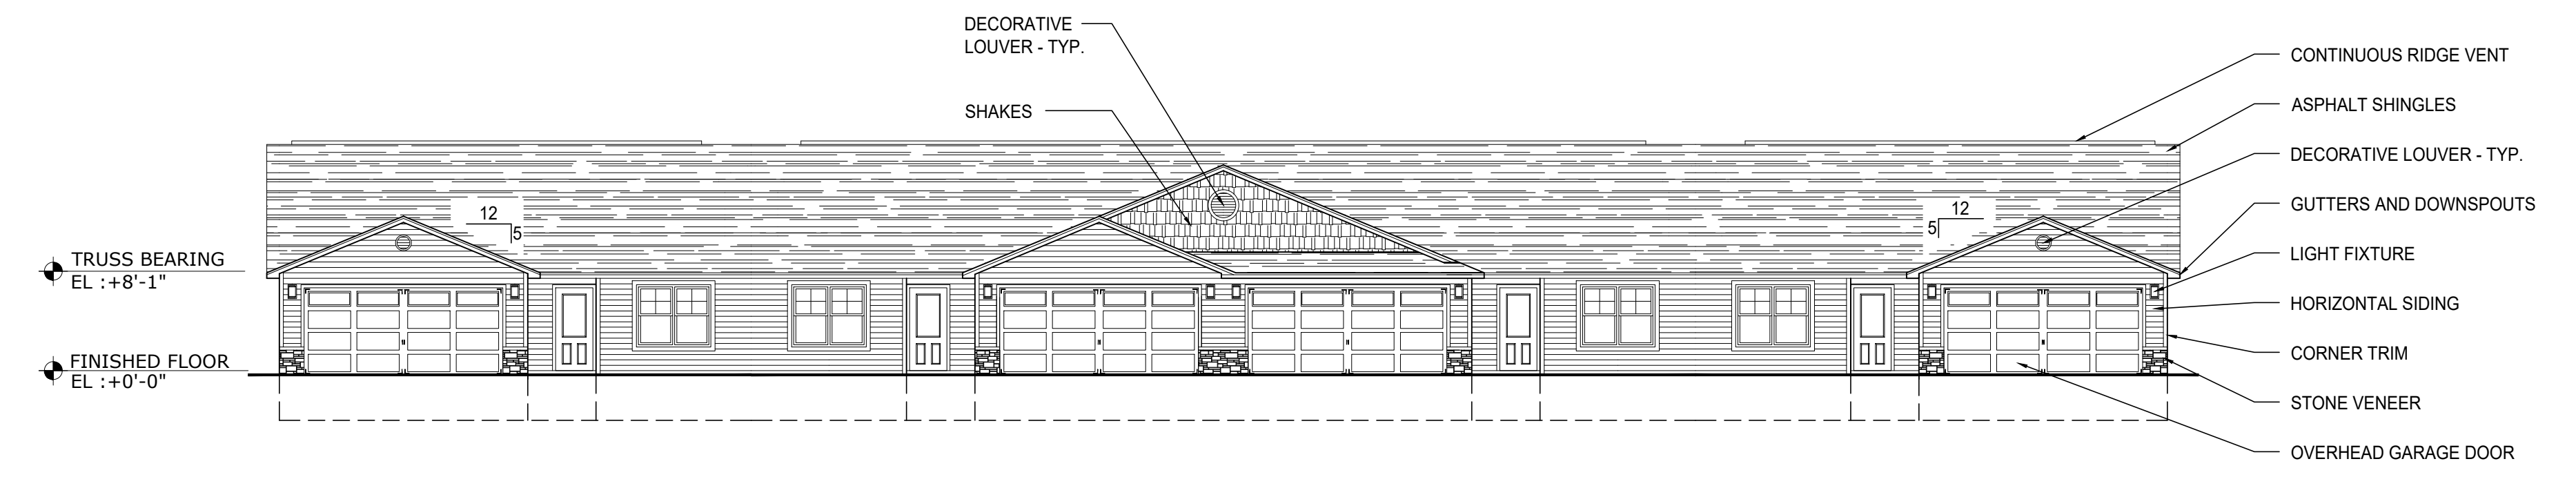 DECORATIVE
LOUVER - TYP.
SHAKES
CONTINUOUS RIDGE VENT
ASPHALT SHINGLES
DECORATIVE LOUVER - TYP.
GUTTERS AND DOWNSPOUTS
LIGHT FIXTURE
HORIZONTAL SIDING
CORNER TRIM
STONE VENEER
OVERHEAD GARAGE DOOR
12
5
12
5
TRUSS BEARING
EL :+8'-1"
FINISHED FLOOR
EL :+0'-0"